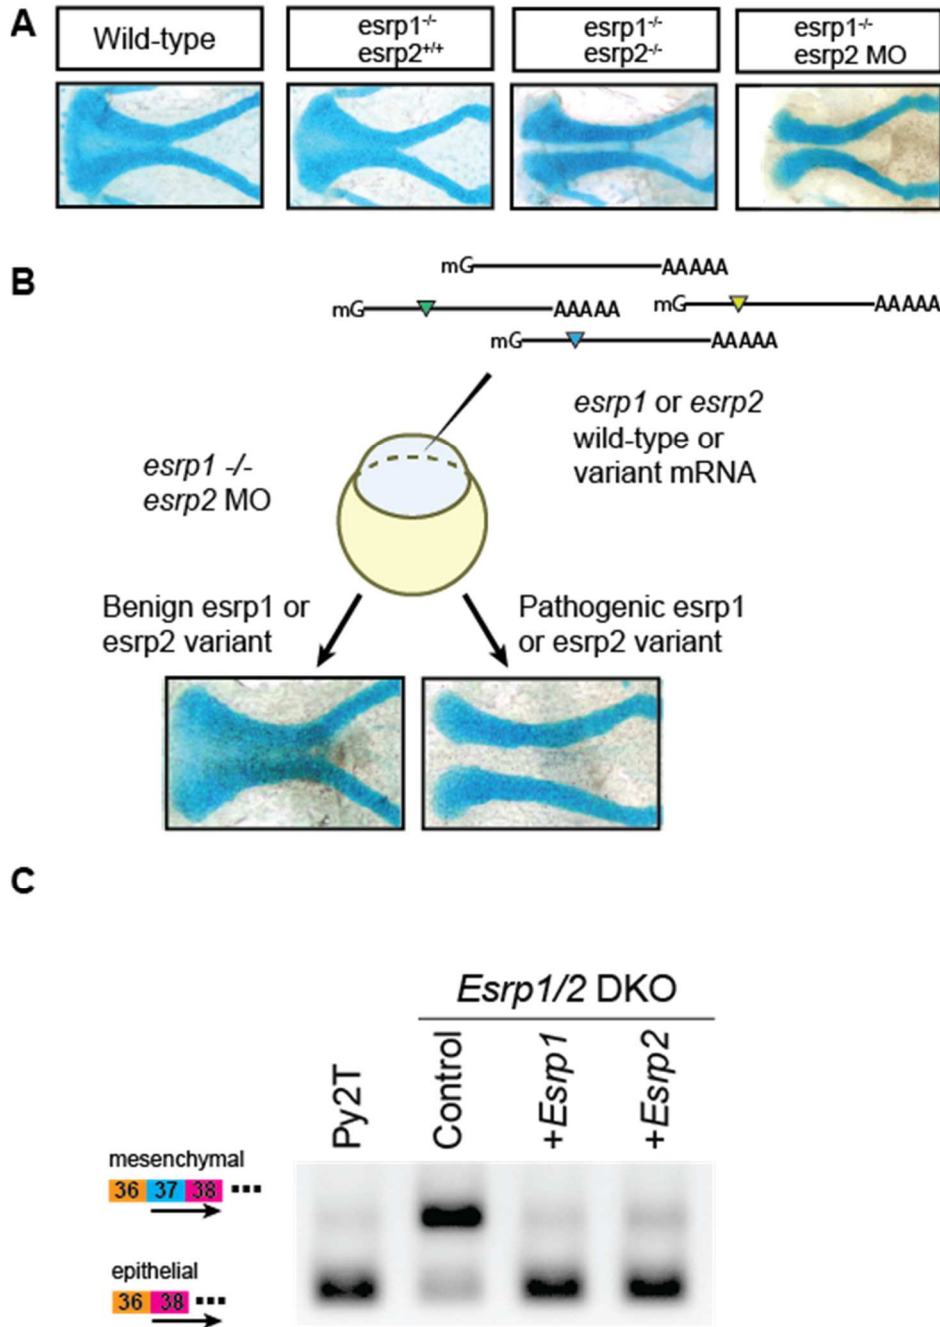 A
Wild-type
esrp1-/-
esrp2+/+
esrp1-/-
esrp2-/-
esrp1-/-
esrp2 MO
B
mG AAAAA
mG AAAAA
mG AAAAA
mG AAAAA
esrp1 or esrp2
wild-type or
variant mRNA
esrp1 -/-
esrp2 MO
Benign esrp1 or
esrp2 variant
Pathogenic esrp1
or esrp2 variant
C
Esrp1/2 DKO
Py2T
Control
+Esrp1
+Esrp2
mesenchymal
36 37 38 ...
epithelial
36 38 ...